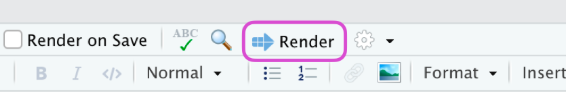 Render on Save ABC Render
B I </> Normal Format Insert